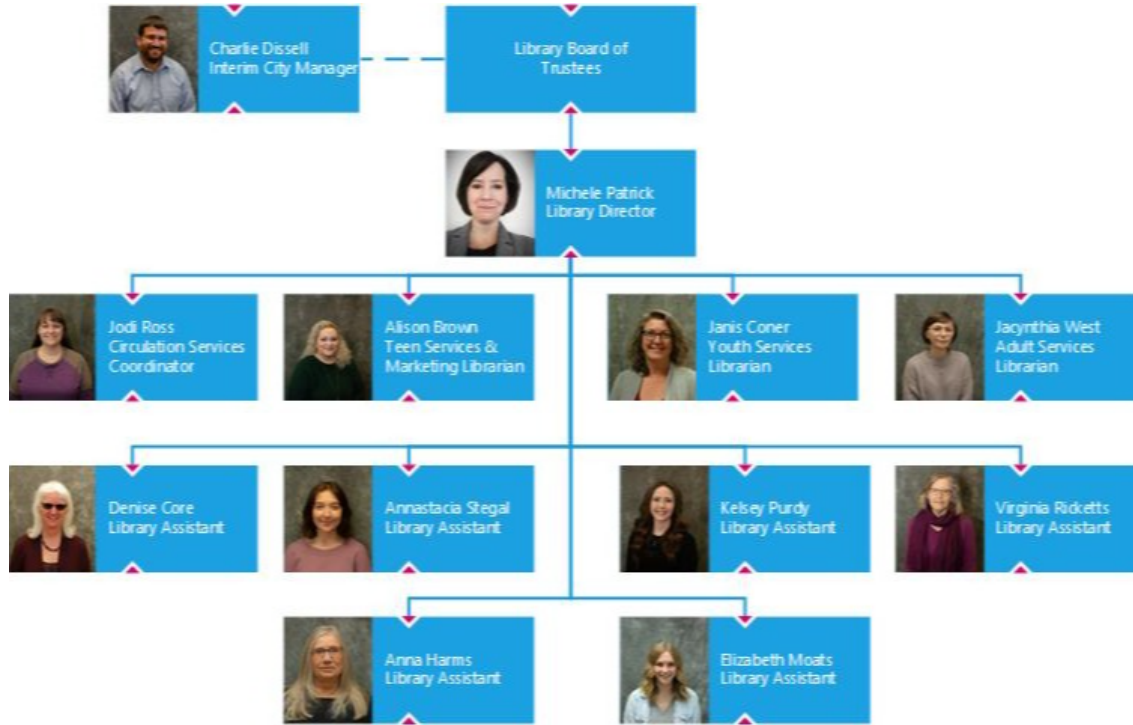 Charlie Dissell
Interim City Manager
Library Board of
Trustees
Michele Patrick
Library Director
Jodi Ross
Circulation Services
Coordinator
Alison Brown
Teen Services &
Marketing Librarian
Janis Coner
Youth Services
Librarian
Jacynthia West
Adult Services
Librarian
Denise Core
Library Assistant
Annastacia Stegal
Library Assistant
Kelsey Purdy
Library Assistant
Virginia Ricketts
Library Assistant
Anna Harms
Library Assistant
Elizabeth Moats
Library Assistant